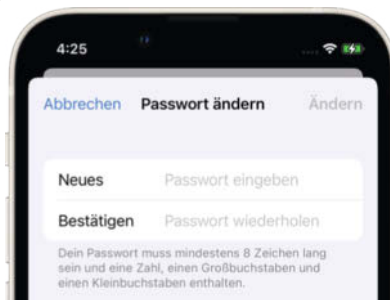 4:25
Abbrechen Passwort ändern Ändern
Neues Passwort eingeben
Bestätigen Passwort wiederholen
Dein Passwort muss mindestens 8 Zeichen lang
sein und eine Zahl, einen Großbuchstaben und
einen Kleinbuchstaben enthalten.